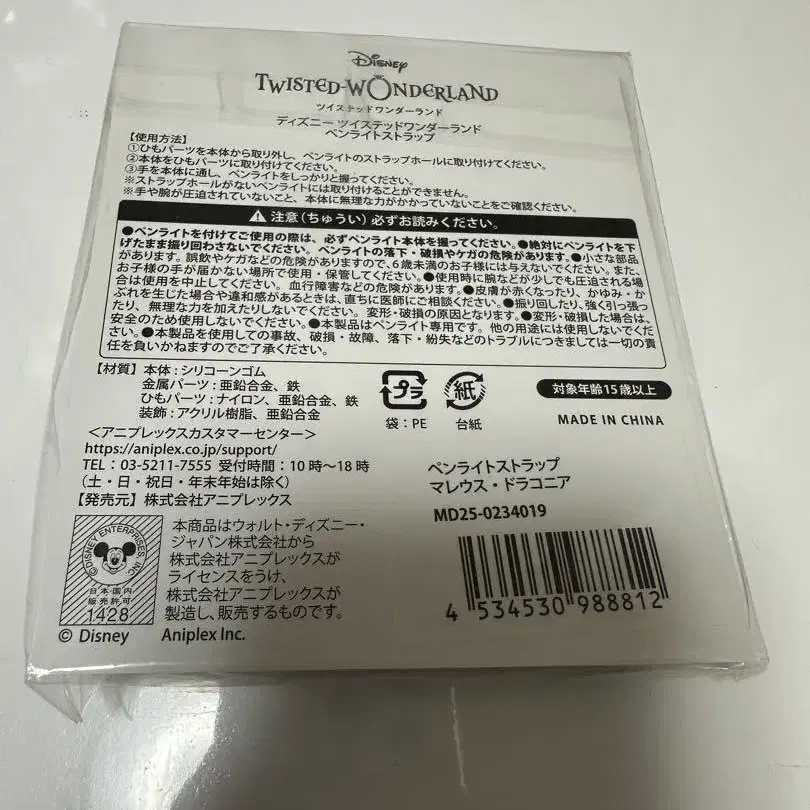 Disney
TWISTED-WONDERLAND
ツイステッドワンダーランド
ディズニー ツイステッドワンダーランド
ペンライトストラップ
【使用方法】
①ひもパーツを本体から取り外し、ペンライトのストラップホールに取り付けてください。
②本体をひもパーツに取り付けてください。
③手を本体に通し、ペンライトをしっかりと握ってください。
※ストラップホールがないペンライトには取り付けることができません。
※手や腕が圧迫されていないこと、本体に無理な力がかかっていないことをご確認ください。
注意(ちゅうい)必ずお読みください。
●ペンライトを付けてご使用の際は、必ずペンライト本体を握ってください。●絶対にペンライトを下
げたまま振り回わさないでください。ペンライトの落下・破損やケガの危険があります。●小さな部品
があります。誤飲やケガなどの危険がありますので、6歳未満のお子様には与えないでください。また、
お子様の手が届かない場所で使用・保管してください。●使用時に腕などが少しでも圧迫される場
合は使用を中止してください。血行障害などの危険があります。●皮膚が赤くなったり、かゆみ・か
ぶれを生じた場合や違和感があるときは、直ちに医師にご相談ください。●振り回したり、強く引っ張っ
たり、無理な力を加えたりしないでください。変形・破損の原因となります。●変形・破損した場合は、
安全のため使用しないでください。●本製品はペンライト専用です。他の用途には使用しないでくだ
さい。●本製品を使用しての事故、破損・故障、落下・紛失などのトラブルにつきましては一切の責
任を負いかねますのでご了承ください。
【材質】本体:シリコーンゴム
金属パーツ:亜鉛合金、鉄
ひもパーツ:ナイロン、亜鉛合金、鉄
装飾:アクリル樹脂、亜鉛合金
プラ
袋:PE
紙
台紙
対象年齢15歳以上
MADE IN CHINA
<アニプレックスカスタマーセンター>
https://aniplex.co.jp/support/
TEL:03-5211-7555 受付時間:10時～18時
(土・日・祝日・年末年始は除く)
【発売元】株式会社アニプレックス
ペンライトストラップ
マレウス・ドラコニア
MD25-0234019
©DISNEY ENTERPRISES, INC.
日本国内
販売許可
1428
本商品はウォルト・ディズニー・
ジャパン株式会社から
株式会社アニプレックスが
ライセンスをうけ、
株式会社アニプレックスが
製造し、販売するものです。
© Disney Aniplex Inc.
4 534530 988812